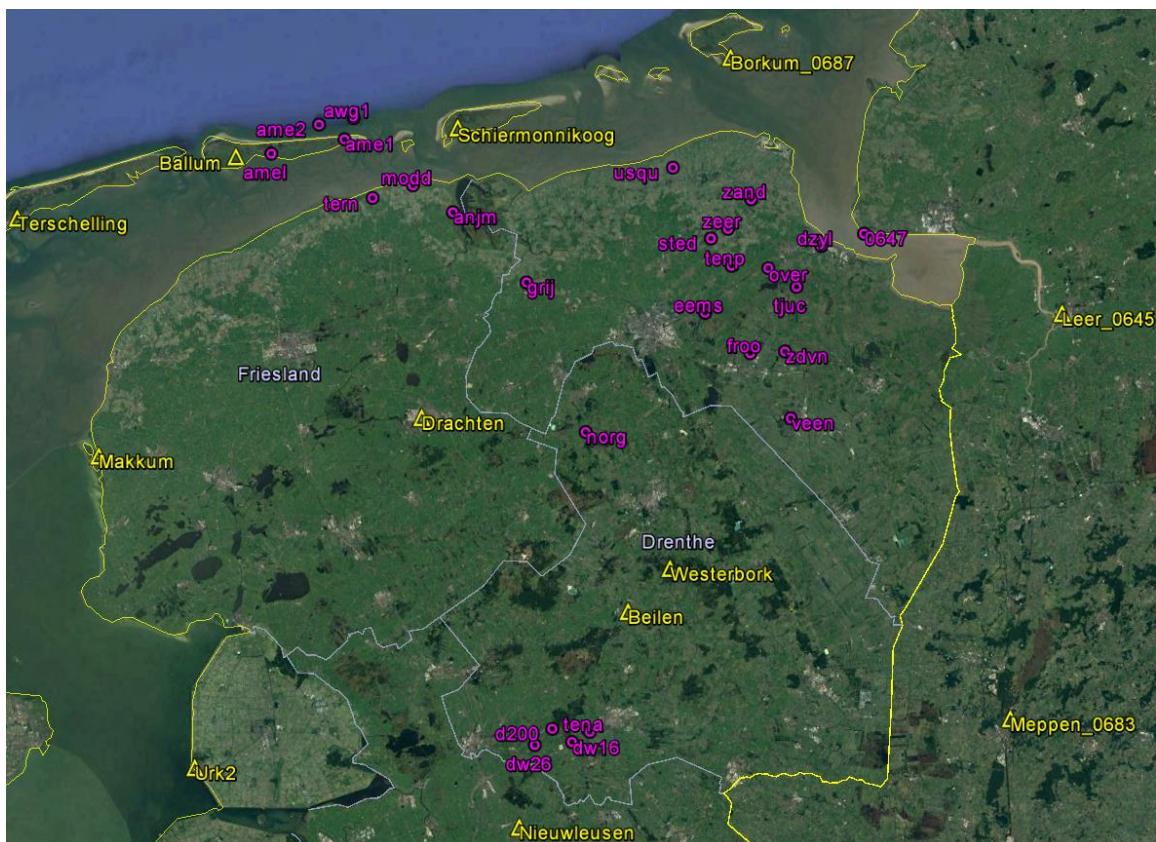 Borkum_0687
awg1
ame2
Schiermonnikoog
ame1
Ballum
amel
usqu
modd
zand
tern
anjm
Terschelling
zeer
sted
dzyl
0647
tenp
over
grij
tjuc
eems
Leer_0645
froo
zdvn
Friesland
Drachten
veen
norg
Makkum
Drenthe
Westerbork
Beilen
tena
d200
Meppen_0683
dw16
dw26
Urk2
Nieuwleusen